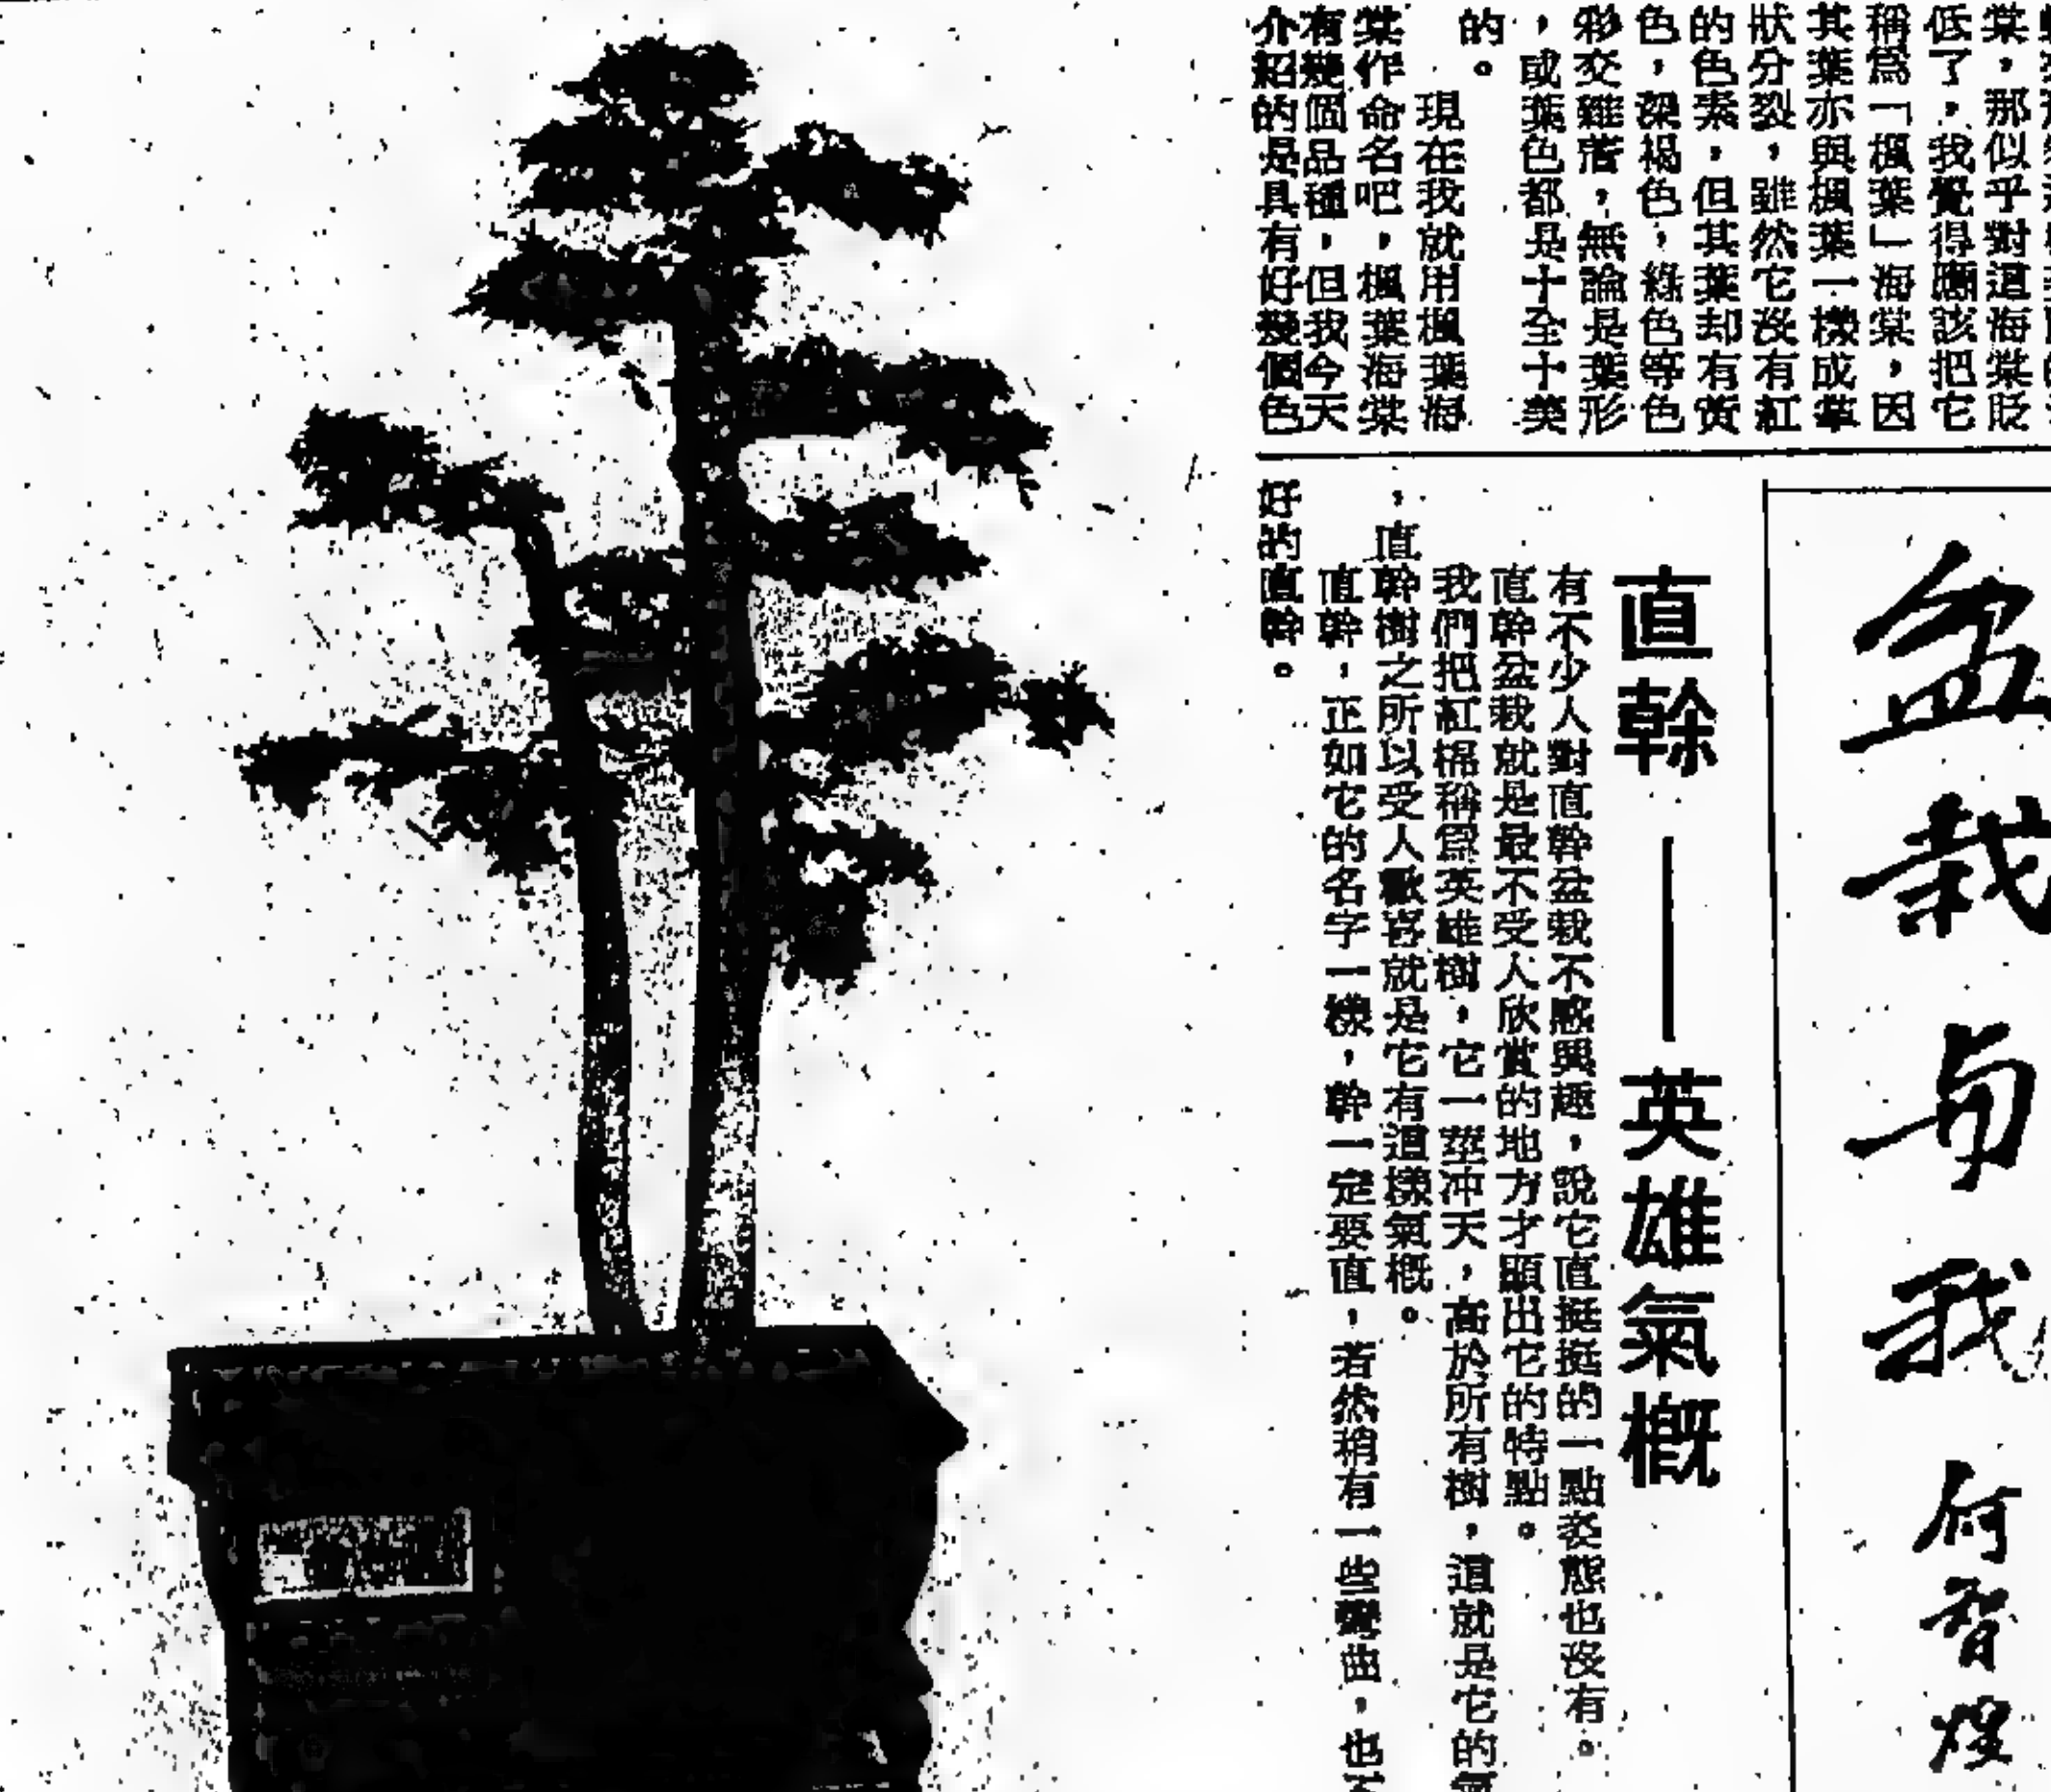 棠，那似乎對這海棠貶
低了，我覺得應該把它
稱爲「楓葉」海棠，因
其葉亦與楓葉一樣成掌
狀分裂，雖然它沒有紅
的色素，但其葉却有黃
色，深褐色，綠色等色
彩交雜着，無論是葉形
，或葉色都是十全十美
的。
現在我就用楓葉海
棠作命名吧，楓葉海棠
有幾個品種，但我今天
介紹的是具有好幾個色
盆栽与我
何智煌
直幹——英雄氣概
有不少人對直幹盆栽不感興趣，說它直挺挺的一點姿態也沒有。
直幹盆栽就是最不受人欣賞的地方才顯出它的特點。
我們把紅棉稱爲英雄樹，它一莖冲天，高於所有樹，這就是它的氣
，直幹樹之所以受人歡喜就是它有這樣氣概。
直幹，正如它的名字一樣，幹一定要直，若然稍有一些彎曲，也不
好的直幹。